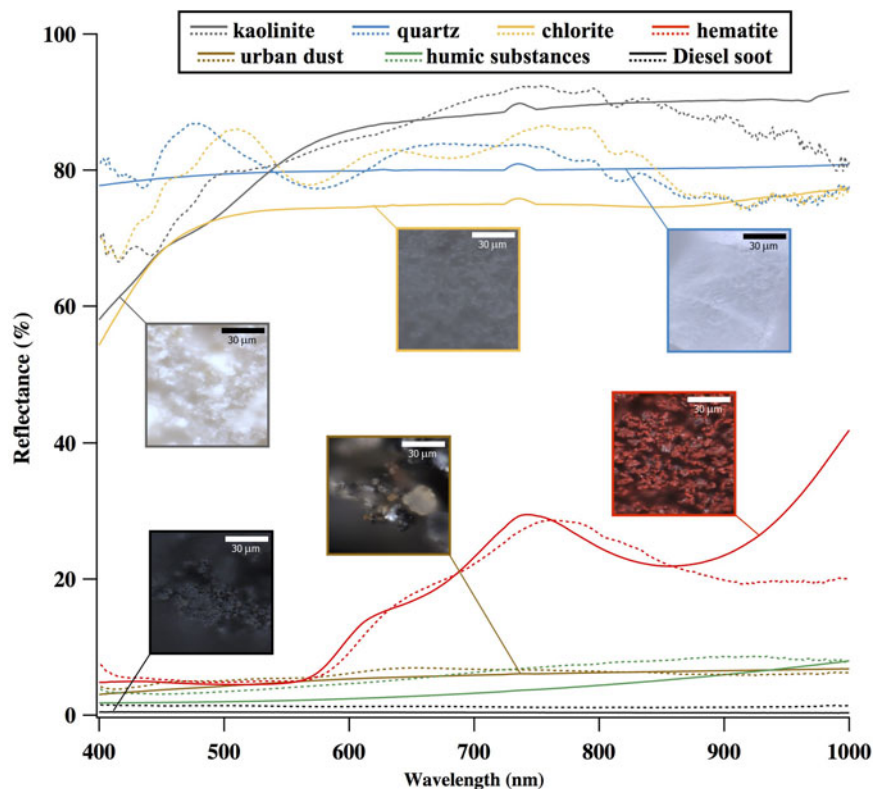 kaolinite quartz chlorite hematite
urban dust humic substances Diesel soot
100
80
60
40
20
0
Reflectance (%)
30 µm
30 µm
30 µm
30 µm
30 µm
30 µm
400 500 600 700 800 900 1000
Wavelength (nm)